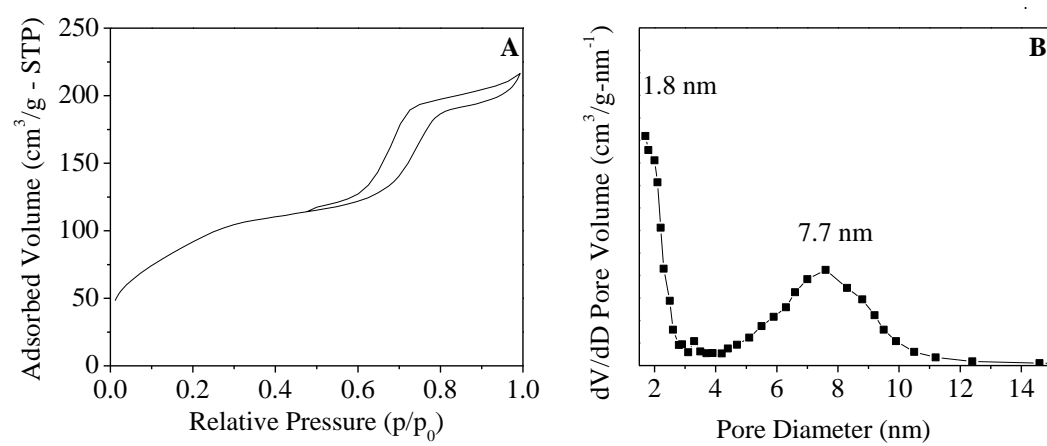 A
250
200
150
100
50
0
Adsorbed Volume (cm³/g - STP)
0.0 0.2 0.4 0.6 0.8 1.0
Relative Pressure (p/p₀)
B
1.8 nm
7.7 nm
dV/dD Pore Volume (cm³/g-nm⁻¹)
2 4 6 8 10 12 14
Pore Diameter (nm)